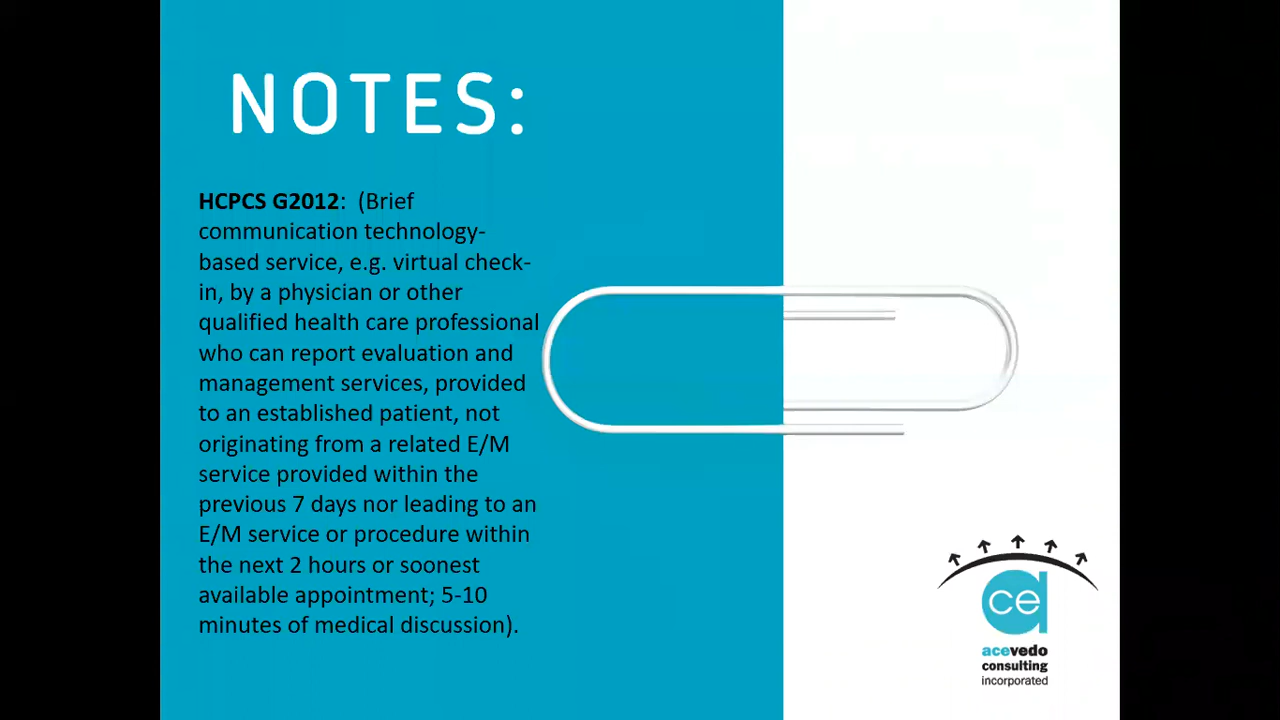 NOTES:
HCPCS G2012:  (Brief
communication technology-
based service, e.g. virtual check-
in, by a physician or other
qualified health care professional
who can report evaluation and
management services, provided
to an established patient, not
originating from a related E/M
service provided within the
previous 7 days nor leading to an
E/M service or procedure within
the next 2 hours or soonest
available appointment; 5-10
minutes of medical discussion).
ce
acevedo
consulting
incorporated